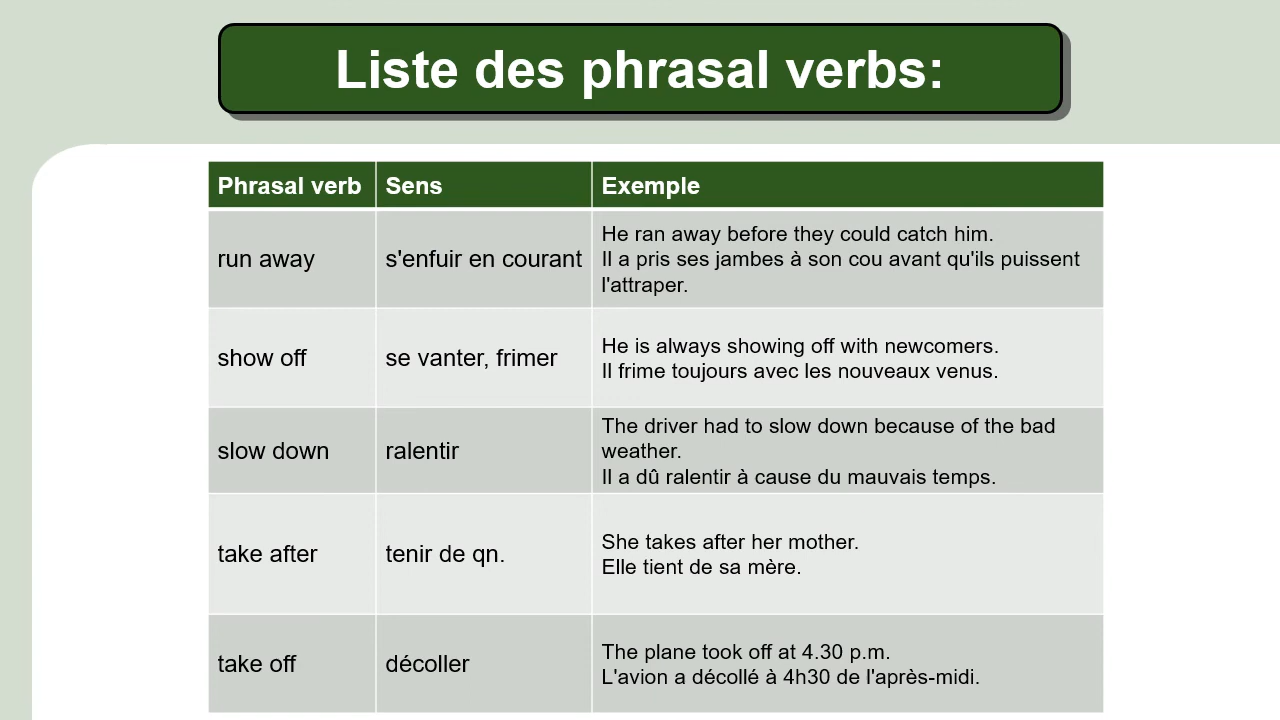 Liste des phrasal verbs:
Phrasal verb Sens Exemple
run away
s'enfuir en courant
He ran away before they could catch him.
Il a pris ses jambes à son cou avant qu'ils puissent
l'attraper.
show off
se vanter, frimer
He is always showing off with newcomers.
Il frime toujours avec les nouveaux venus.
slow down
ralentir
The driver had to slow down because of the bad
weather.
Il a dû ralentir à cause du mauvais temps.
take after
tenir de qn.
She takes after her mother.
Elle tient de sa mère.
take off
décoller
The plane took off at 4.30 p.m.
L'avion a décollé à 4h30 de l'après-midi.